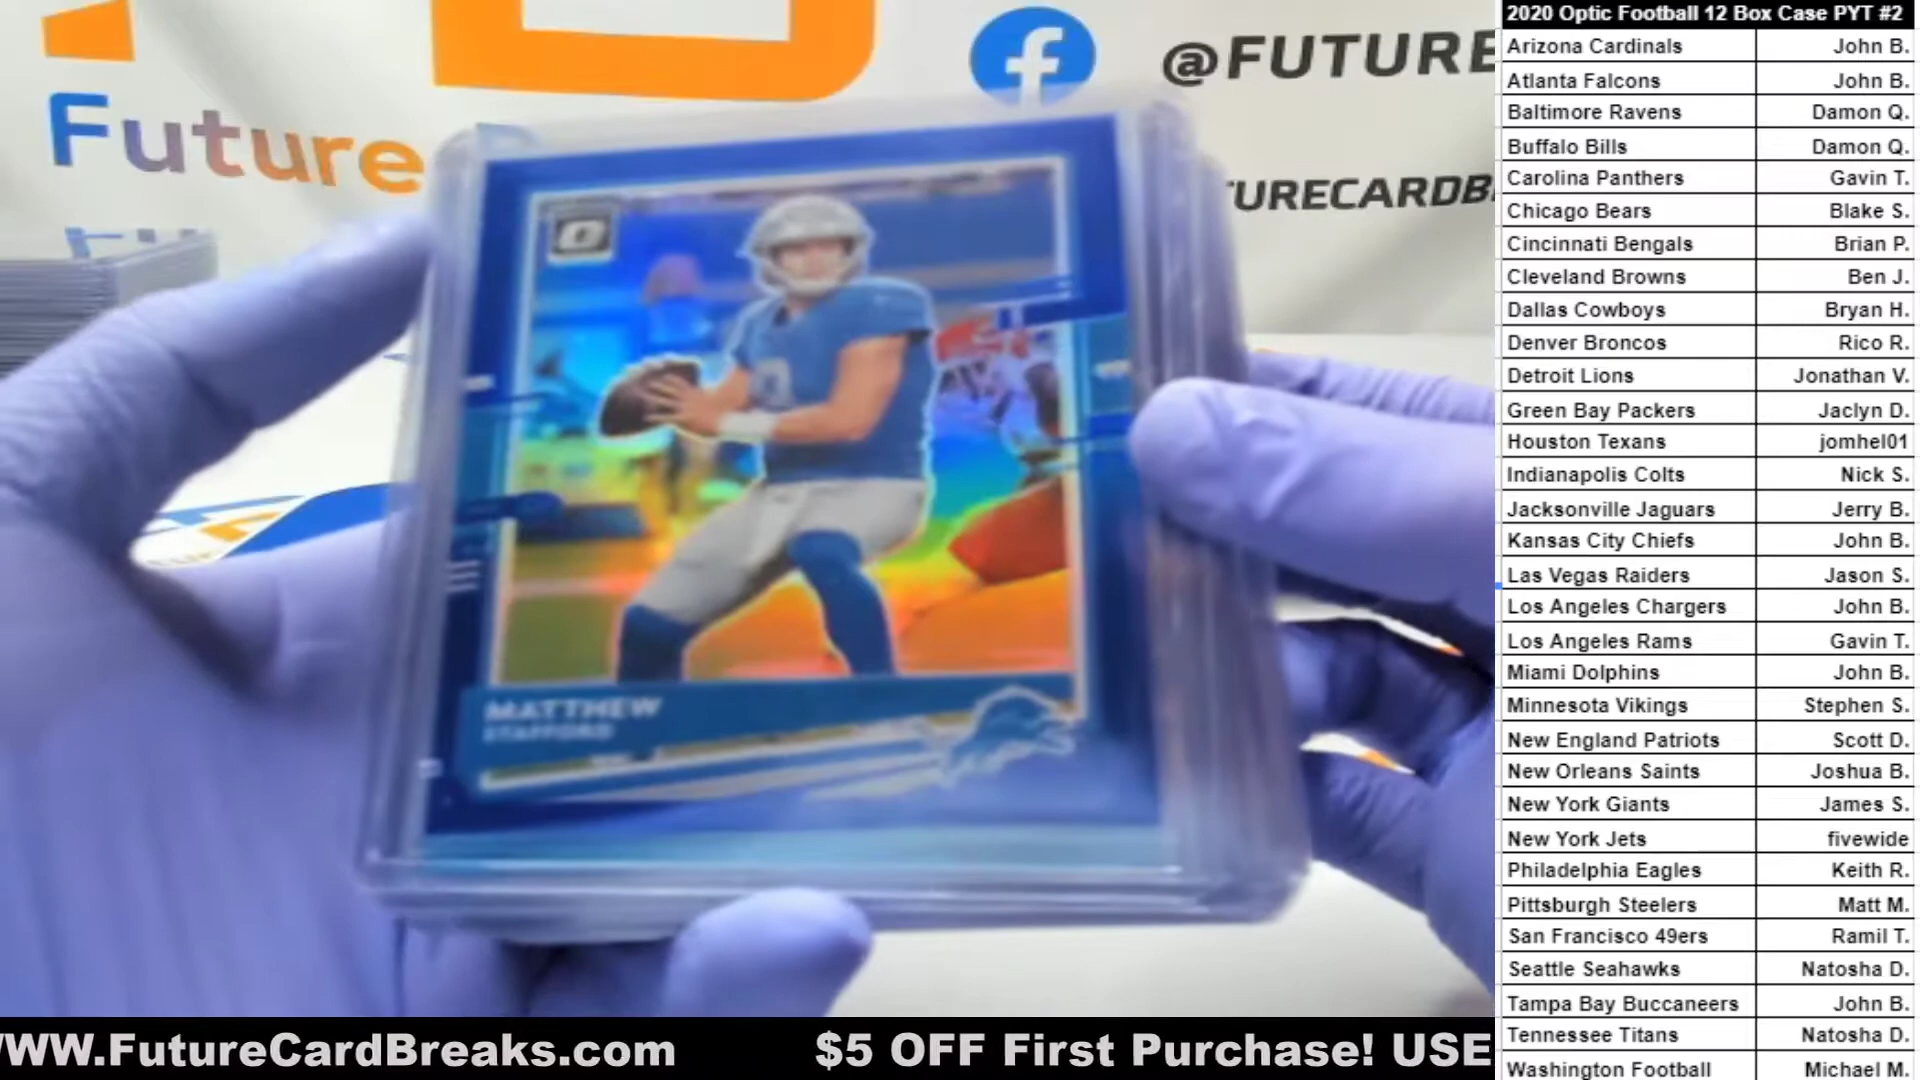 Future
@FUTURE
TURECARDB
MATTHEW
STAFFORD
WWW.FutureCardBreaks.com $5 OFF First Purchase! USE
2020 Optic Football 12 Box Case PYT #2
Arizona Cardinals John B.
Atlanta Falcons John B.
Baltimore Ravens Damon Q.
Buffalo Bills Damon Q.
Carolina Panthers Gavin T.
Chicago Bears Blake S.
Cincinnati Bengals Brian P.
Cleveland Browns Ben J.
Dallas Cowboys Bryan H.
Denver Broncos Rico R.
Detroit Lions Jonathan V.
Green Bay Packers Jaclyn D.
Houston Texans jomhel01
Indianapolis Colts Nick S.
Jacksonville Jaguars Jerry B.
Kansas City Chiefs John B.
Las Vegas Raiders Jason S.
Los Angeles Chargers John B.
Los Angeles Rams Gavin T.
Miami Dolphins John B.
Minnesota Vikings Stephen S.
New England Patriots Scott D.
New Orleans Saints Joshua B.
New York Giants James S.
New York Jets fivewide
Philadelphia Eagles Keith R.
Pittsburgh Steelers Matt M.
San Francisco 49ers Ramil T.
Seattle Seahawks Natosha D.
Tampa Bay Buccaneers John B.
Tennessee Titans Natosha D.
Washington Football Michael M.